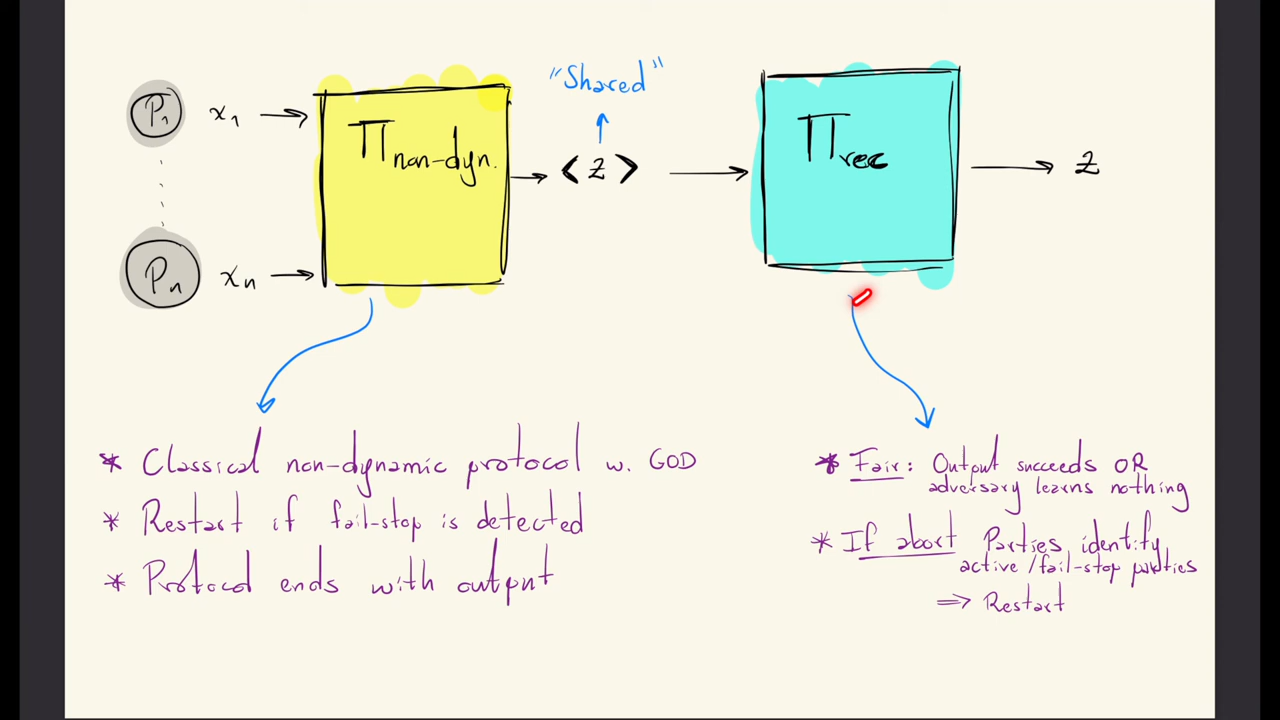 "Shared"
P1 x1
Πnon-dyn.
<z>
Πrec
z
Pn xn
* Classical non-dynamic protocol w. GOD
* Restart if fail-stop is detected
* Protocol ends with output
* Fair: Output succeeds OR
adversary learns nothing
* If abort Parties identify
active/fail-stop parties
⇒ Restart